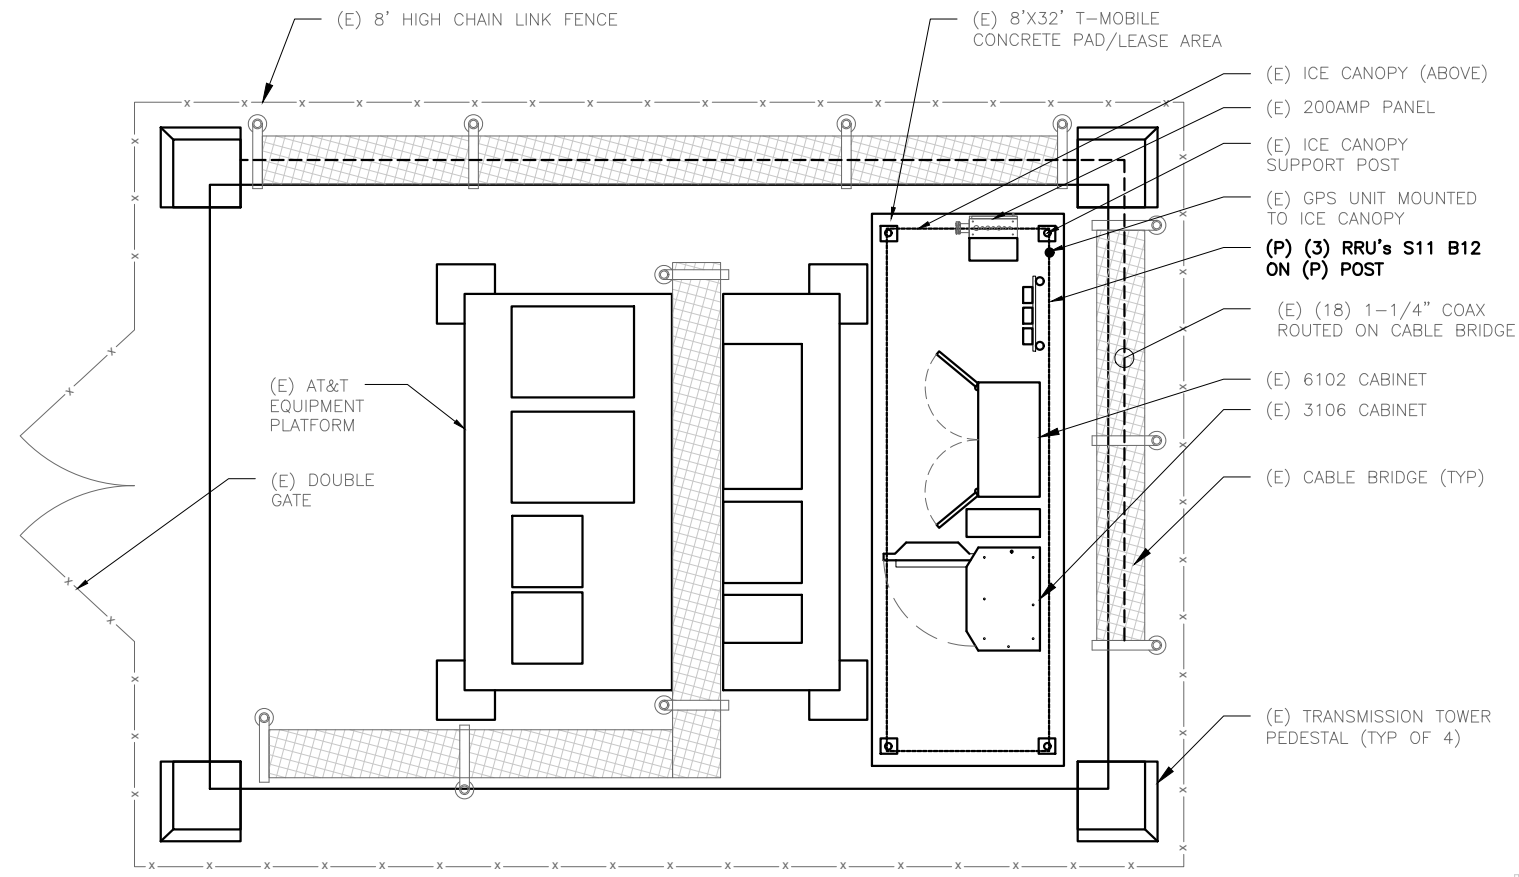 (E) 8' HIGH CHAIN LINK FENCE
(E) 8'X32' T-MOBILE
CONCRETE PAD/LEASE AREA
(E) ICE CANOPY (ABOVE)
(E) 200AMP PANEL
(E) ICE CANOPY
SUPPORT POST
(E) GPS UNIT MOUNTED
TO ICE CANOPY
(P) (3) RRU's S11 B12
ON (P) POST
(E) (18) 1-1/4" COAX
ROUTED ON CABLE BRIDGE
(E) 6102 CABINET
(E) 3106 CABINET
(E) AT&T
EQUIPMENT
PLATFORM
(E) DOUBLE
GATE
(E) CABLE BRIDGE (TYP)
(E) TRANSMISSION TOWER
PEDESTAL (TYP OF 4)